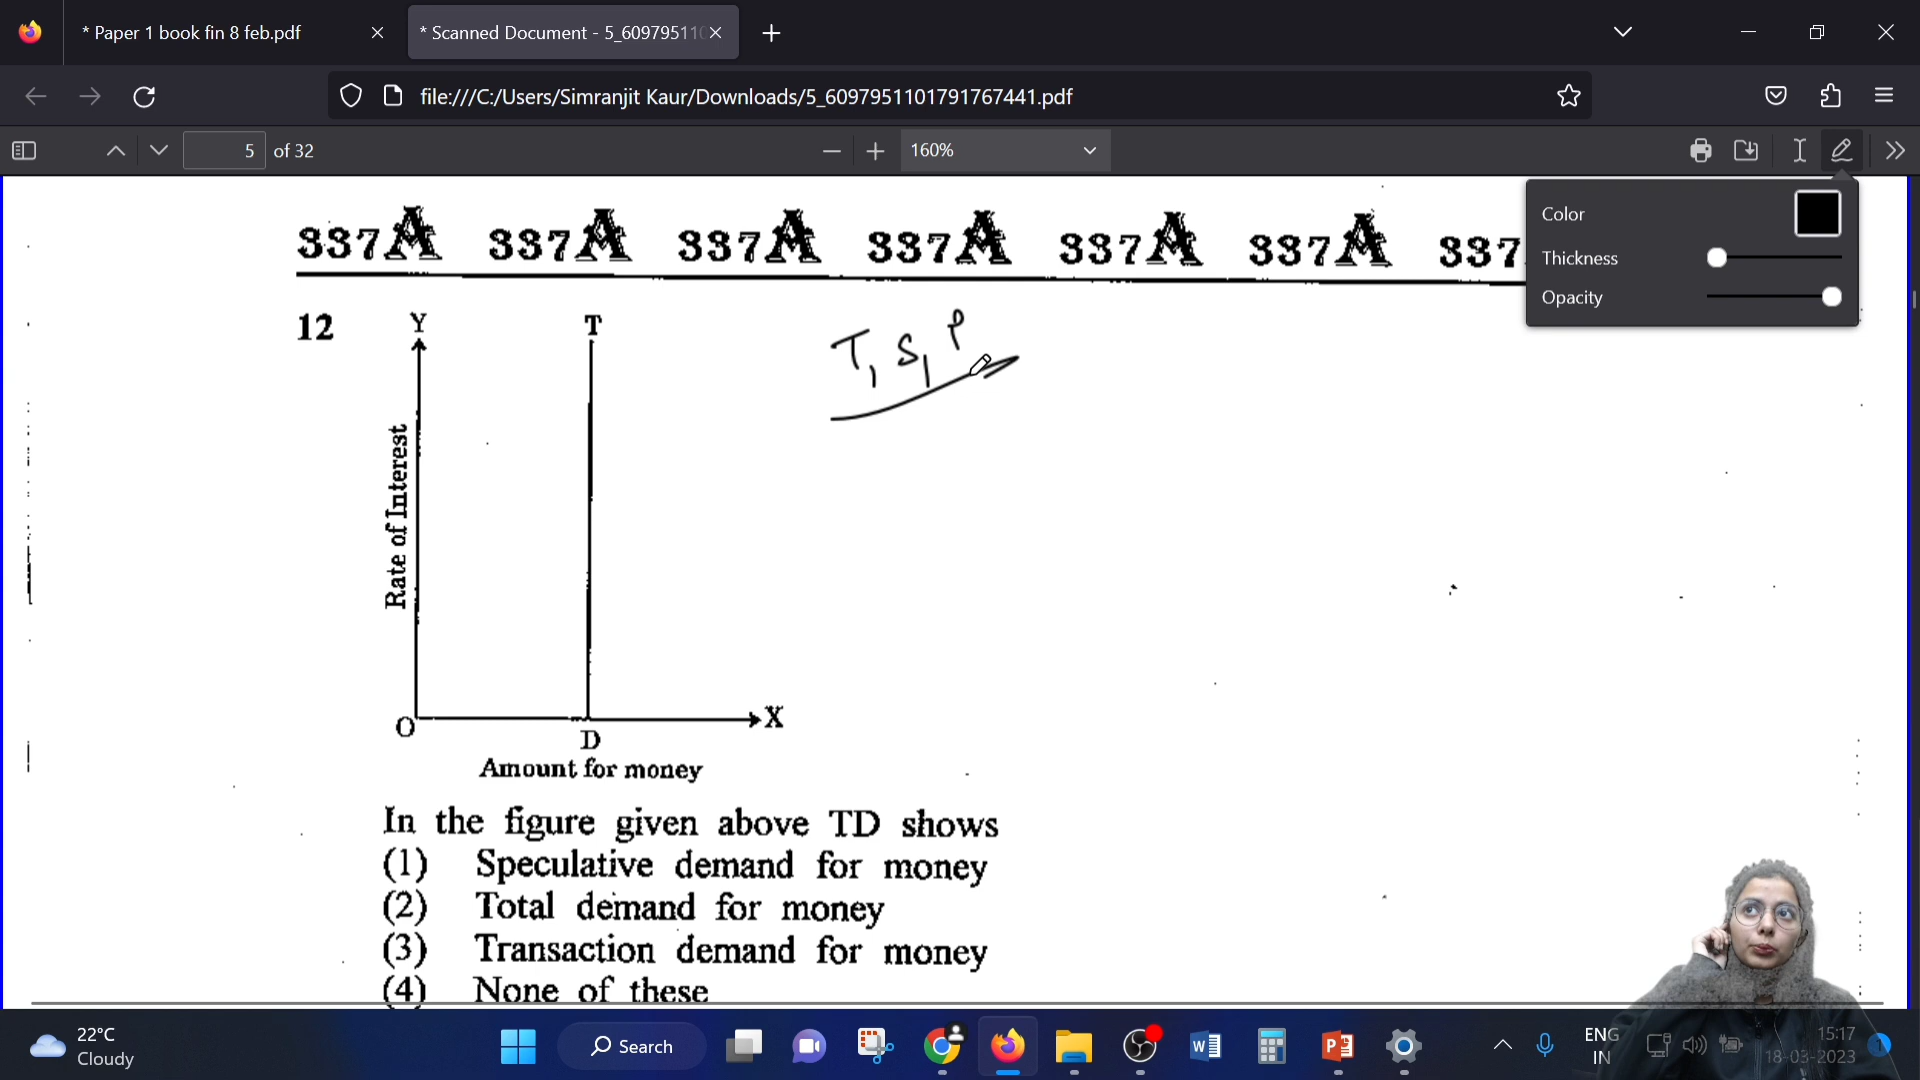 * Paper 1 book fin 8 feb.pdf
* Scanned Document - 5_609795110
file:///C:/Users/Simranjit Kaur/Downloads/5_6097951101791767441.pdf
5 of 32
160%
Color
Thickness
Opacity
337A 337A 337A 337A 337A 337A 337
12
Y
T
T, S, P
Rate of Interest
O
D
X
Amount for money
In the figure given above TD shows
(1) Speculative demand for money
(2) Total demand for money
(3) Transaction demand for money
(4) None of these
22°C
Cloudy
Search
ENG
IN
15:17
18-03-2023
1